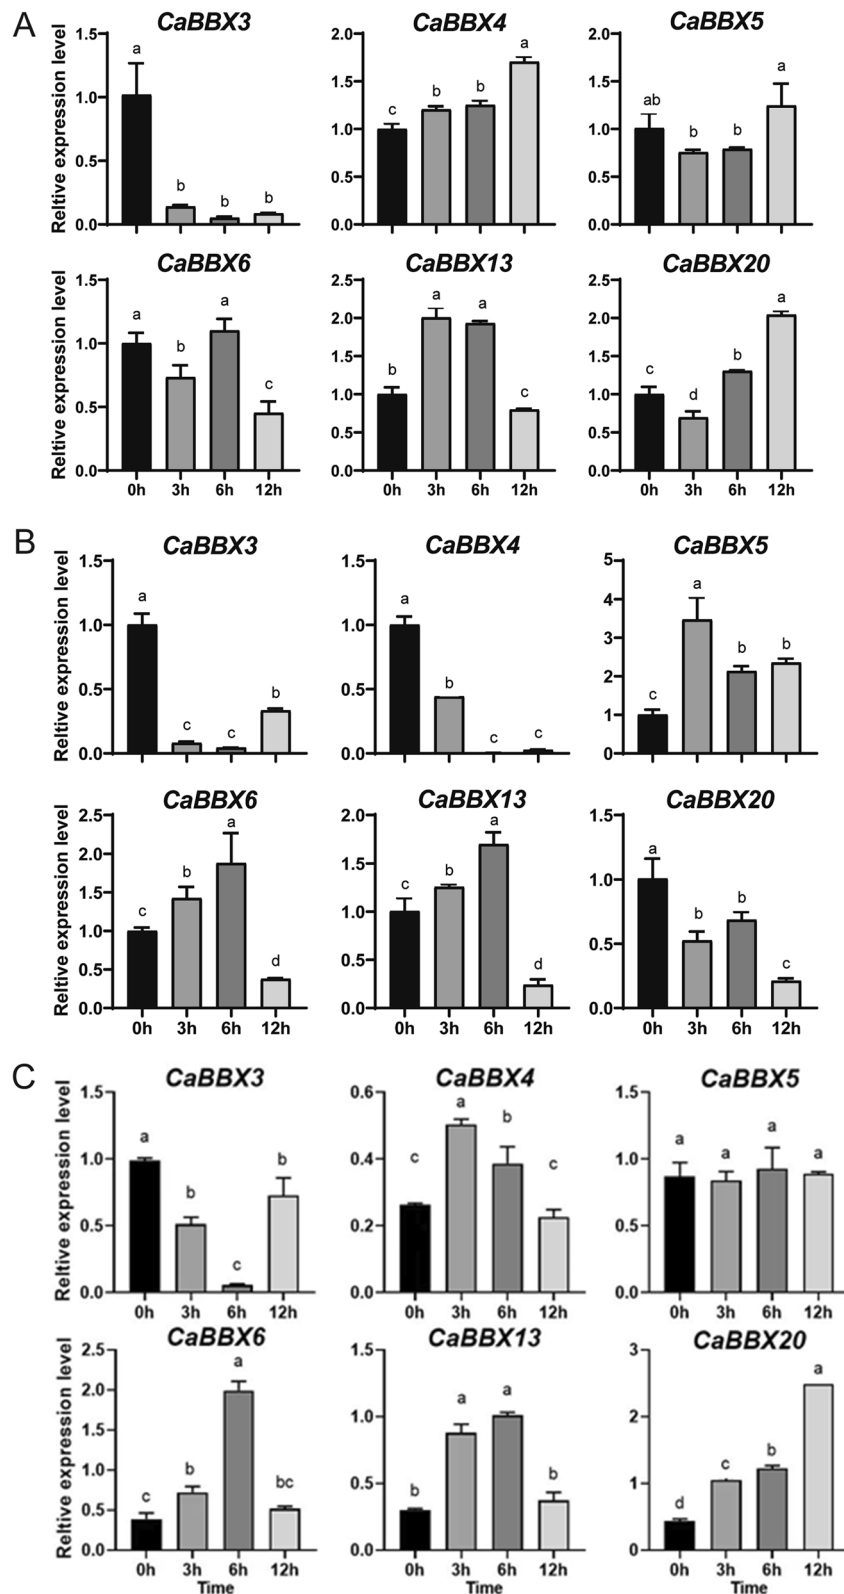 A
CaBBX3 CaBBX4 CaBBX5
Reltive expression level
1.5 1.0 0.5 0.0
a b b b
2.0 1.5 1.0 0.5 0.0
c b b a
2.0 1.5 1.0 0.5 0.0
ab b b a
CaBBX6 CaBBX13 CaBBX20
Reltive expression level
1.5 1.0 0.5 0.0
a b a c
0h 3h 6h 12h
2.5 2.0 1.5 1.0 0.5 0.0
b a a c
0h 3h 6h 12h
2.5 2.0 1.5 1.0 0.5 0.0
c d b a
0h 3h 6h 12h
B
CaBBX3 CaBBX4 CaBBX5
Reltive expression level
1.5 1.0 0.5 0.0
a c c b
1.5 1.0 0.5 0.0
a b c c
5 4 3 2 1 0
c a b b
CaBBX6 CaBBX13 CaBBX20
Reltive expression level
2.5 2.0 1.5 1.0 0.5 0.0
c b a d
0h 3h 6h 12h
2.0 1.5 1.0 0.5 0.0
c b a d
0h 3h 6h 12h
1.5 1.0 0.5 0.0
a b b c
0h 3h 6h 12h
C
CaBBX3 CaBBX4 CaBBX5
Reltive expression level
1.5 1.0 0.5 0.0
a b c b
0h 3h 6h 12h
0.6 0.4 0.2 0.0
c a b c
0h 3h 6h 12h
1.5 1.0 0.5 0.0
a a a a
0h 3h 6h 12h
CaBBX6 CaBBX13 CaBBX20
Reltive expression level
2.5 2.0 1.5 1.0 0.5 0.0
c b a bc
0h 3h 6h 12h
Time
1.5 1.0 0.5 0.0
b a a b
0h 3h 6h 12h
Time
3 2 1 0
d c b a
0h 3h 6h 12h
Time